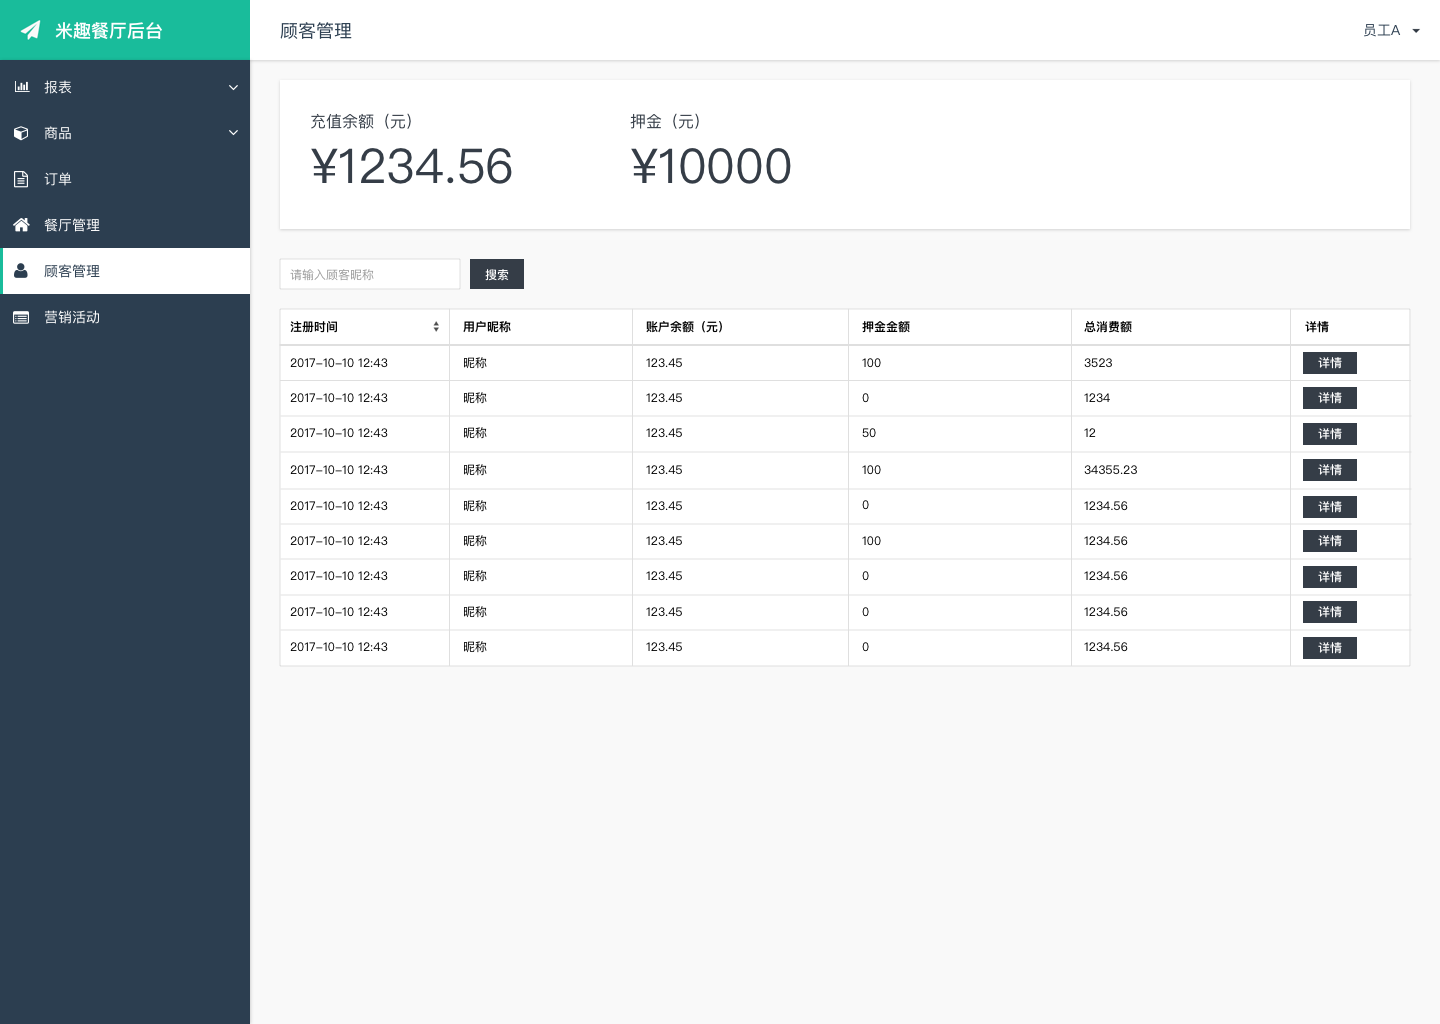 米趣餐厅后台
顾客管理
员工A
报表
商品
订单
餐厅管理
顾客管理
营销活动
充值余额（元） 押金（元）
¥1234.56 ¥10000
请输入顾客昵称 搜索
注册时间 用户昵称 账户余额（元） 押金金额 总消费额 详情
2017-10-10 12:43 昵称 123.45 100 3523 详情
2017-10-10 12:43 昵称 123.45 0 1234 详情
2017-10-10 12:43 昵称 123.45 50 12 详情
2017-10-10 12:43 昵称 123.45 100 34355.23 详情
2017-10-10 12:43 昵称 123.45 0 1234.56 详情
2017-10-10 12:43 昵称 123.45 100 1234.56 详情
2017-10-10 12:43 昵称 123.45 0 1234.56 详情
2017-10-10 12:43 昵称 123.45 0 1234.56 详情
2017-10-10 12:43 昵称 123.45 0 1234.56 详情